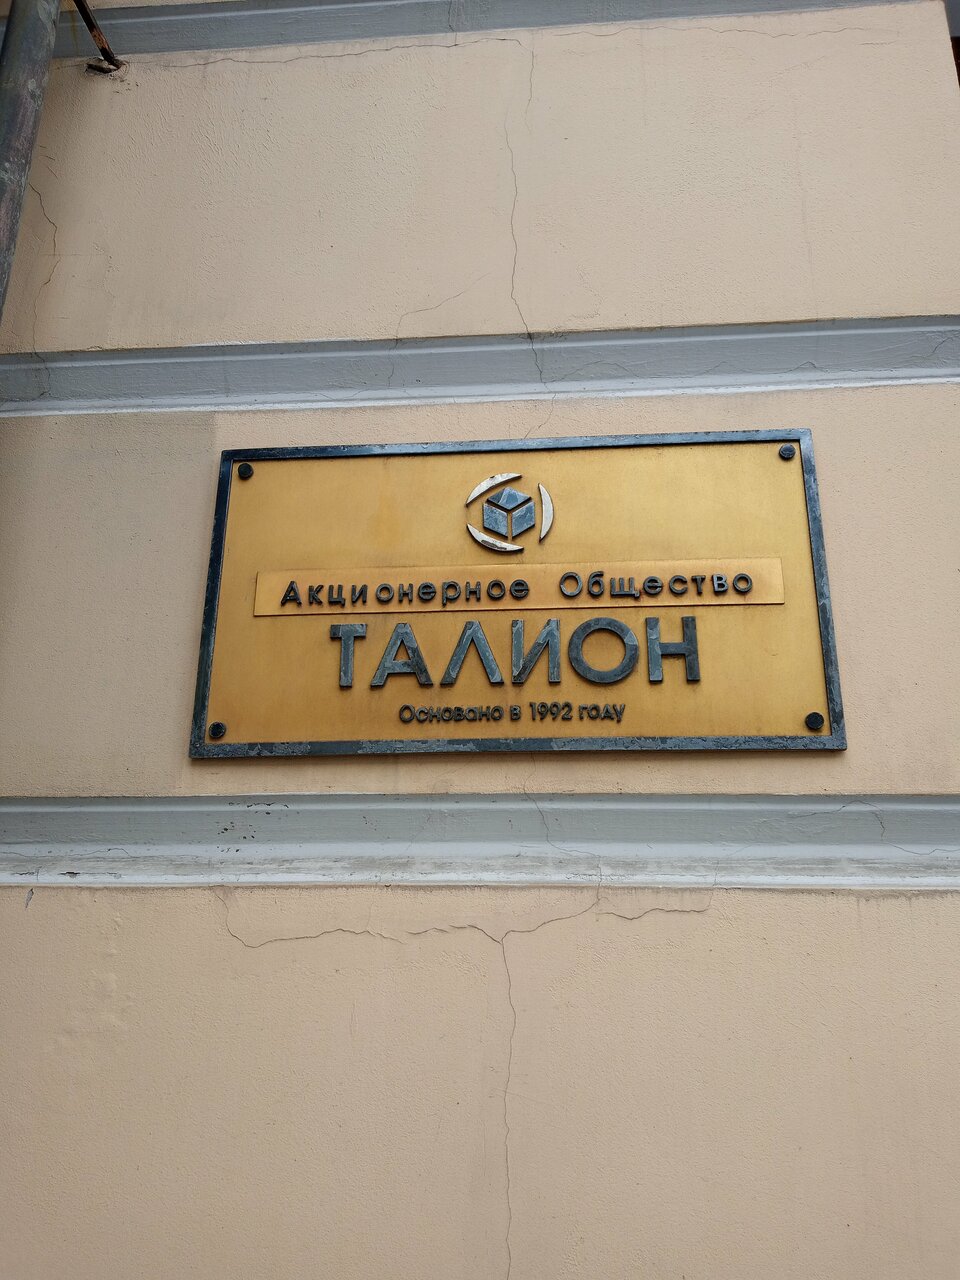 Акционерное Общество
ТАЛИОН
Основано в 1992 году